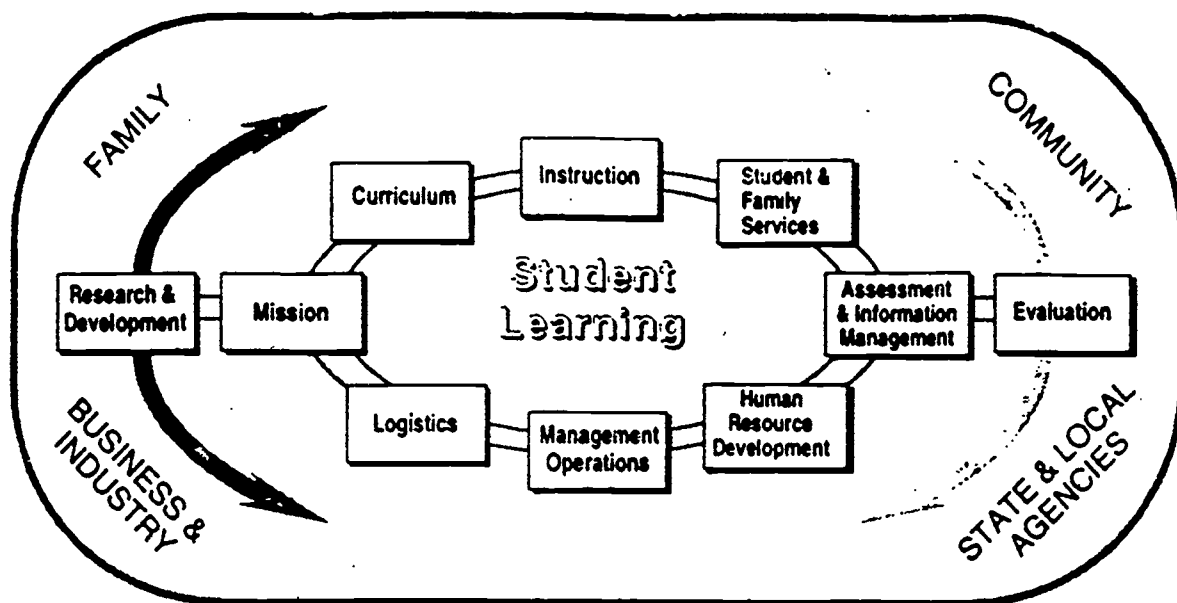 FAMILY
COMMUNITY
Instruction
Curriculum
Student &
Family
Services
Student
Learning
Research &
Development
Mission
Assessment
& Information
Management
Evaluation
Logistics
Management
Operations
Human
Resource
Development
BUSINESS &
INDUSTRY
STATE & LOCAL
AGENCIES